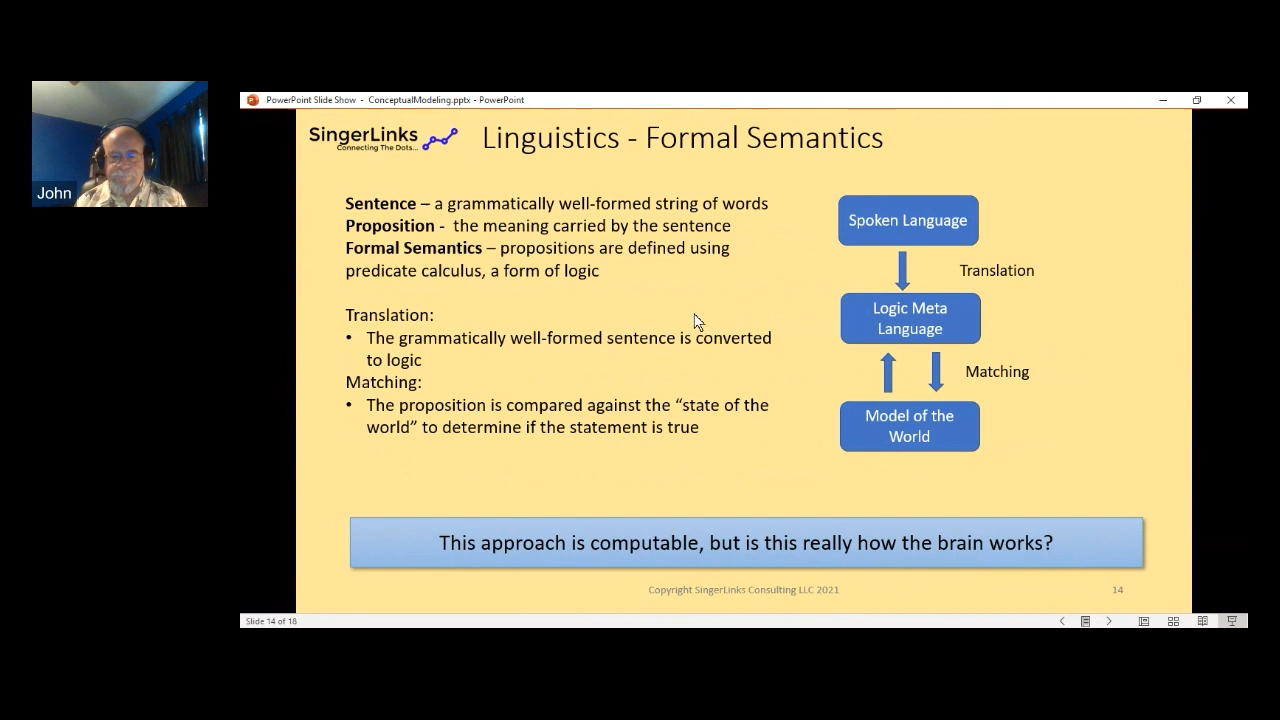 PowerPoint Slide Show - ConceptualModeling.pptx - PowerPoint
SingerLinks
Connecting The Dots...
Linguistics - Formal Semantics
John
Sentence – a grammatically well-formed string of words
Proposition - the meaning carried by the sentence
Formal Semantics – propositions are defined using
predicate calculus, a form of logic
Translation:
• The grammatically well-formed sentence is converted
to logic
Matching:
• The proposition is compared against the “state of the
world” to determine if the statement is true
Spoken Language
Translation
Logic Meta
Language
Matching
Model of the
World
This approach is computable, but is this really how the brain works?
Copyright SingerLinks Consulting LLC 2021
14
Slide 14 of 18